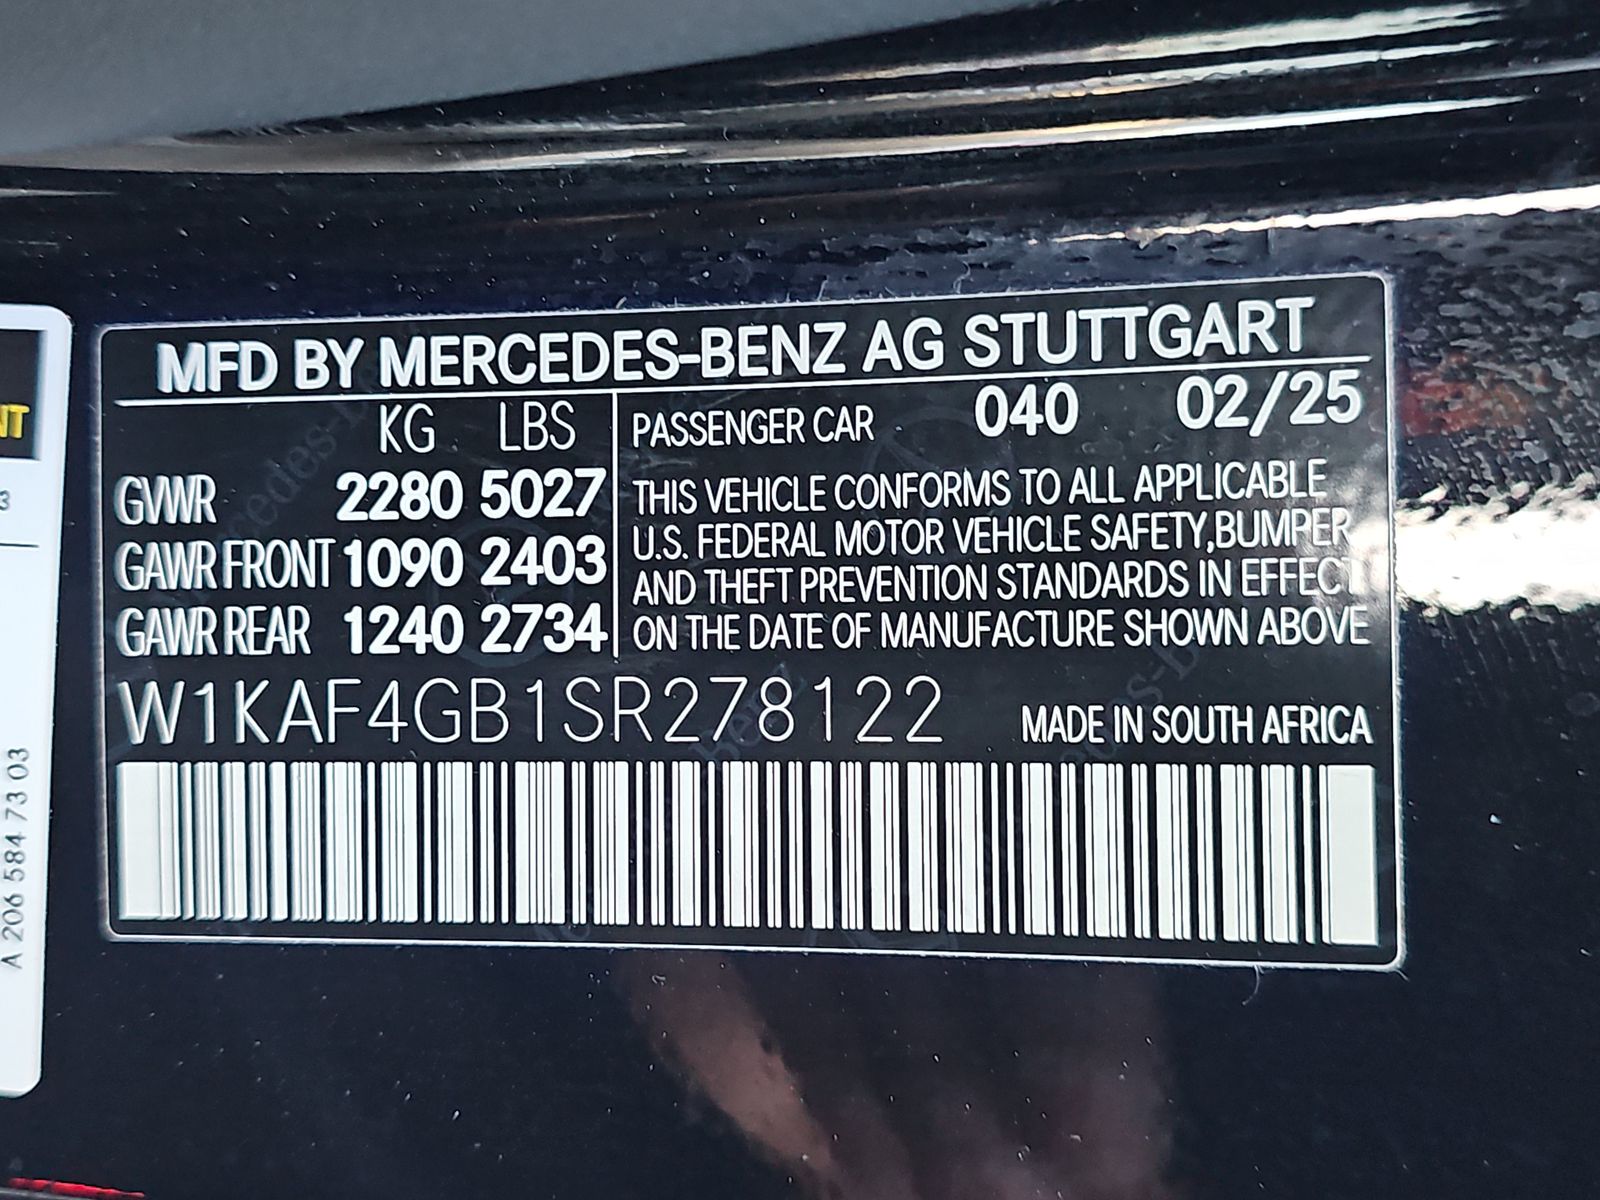 MFD BY MERCEDES-BENZ AG STUTTGART
KG LBS
GVWR 2280 5027
GAWR FRONT 1090 2403
GAWR REAR 1240 2734
PASSENGER CAR 040 02/25
THIS VEHICLE CONFORMS TO ALL APPLICABLE
U.S. FEDERAL MOTOR VEHICLE SAFETY,BUMPER
AND THEFT PREVENTION STANDARDS IN EFFECT
ON THE DATE OF MANUFACTURE SHOWN ABOVE
W1KAF4GB1SR278122 MADE IN SOUTH AFRICA
A 206 584 73 03